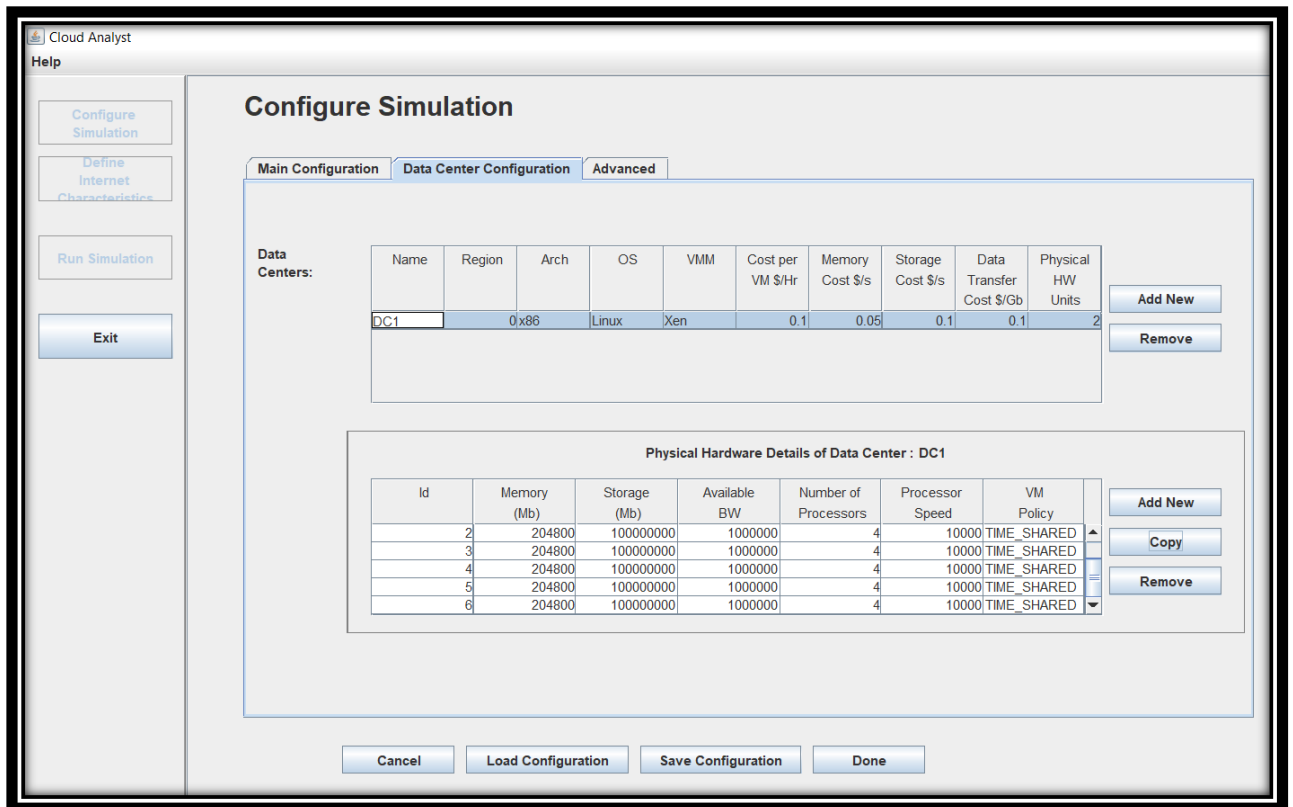 Cloud Analyst
Help
Configure
Simulation
Define
Internet
Characteristics
Run Simulation
Exit
Configure Simulation
Main Configuration Data Center Configuration Advanced
Data
Centers:
Name Region Arch OS VMM Cost per Memory Storage Data Physical
VM $/Hr Cost $/s Cost $/s Transfer HW
Cost $/Gb Units
DC1 0 x86 Linux Xen 0.1 0.05 0.1 0.1 2
Add New
Remove
Physical Hardware Details of Data Center : DC1
Id Memory Storage Available Number of Processor VM
(Mb) (Mb) BW Processors Speed Policy
2 204800 100000000 1000000 4 10000 TIME_SHARED
3 204800 100000000 1000000 4 10000 TIME_SHARED
4 204800 100000000 1000000 4 10000 TIME_SHARED
5 204800 100000000 1000000 4 10000 TIME_SHARED
6 204800 100000000 1000000 4 10000 TIME_SHARED
Add New
Copy
Remove
Cancel Load Configuration Save Configuration Done